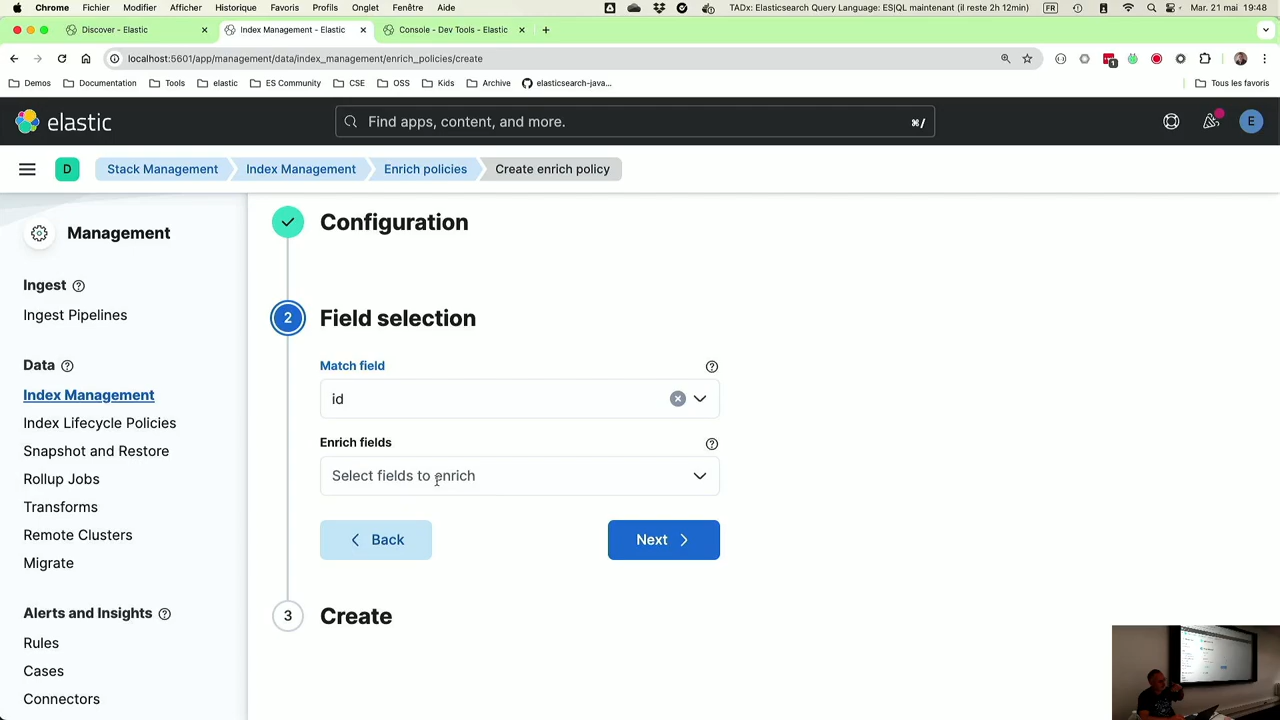 Chrome Fichier Modifier Afficher Historique Favoris Profils Onglet Fenêtre Aide TADx: Elasticsearch Query Language: ES|QL maintenant (il reste 2h 12min) FR Mar. 21 mai 19:48
Discover - Elastic Index Management - Elastic Console - Dev Tools - Elastic
localhost:5601/app/management/data/index_management/enrich_policies/create
Demos Documentation Tools elastic ES Community CSE Kids OSS Archive elasticsearch-java... Tous les favoris
elastic Find apps, content, and more. ⌘/ E
D Stack Management Index Management Enrich policies Create enrich policy
Management
Ingest
Ingest Pipelines
Data
Index Management
Index Lifecycle Policies
Snapshot and Restore
Rollup Jobs
Transforms
Remote Clusters
Migrate
Alerts and Insights
Rules
Cases
Connectors
Configuration
2 Field selection
Match field
id
Enrich fields
Select fields to enrich
Back Next
3 Create